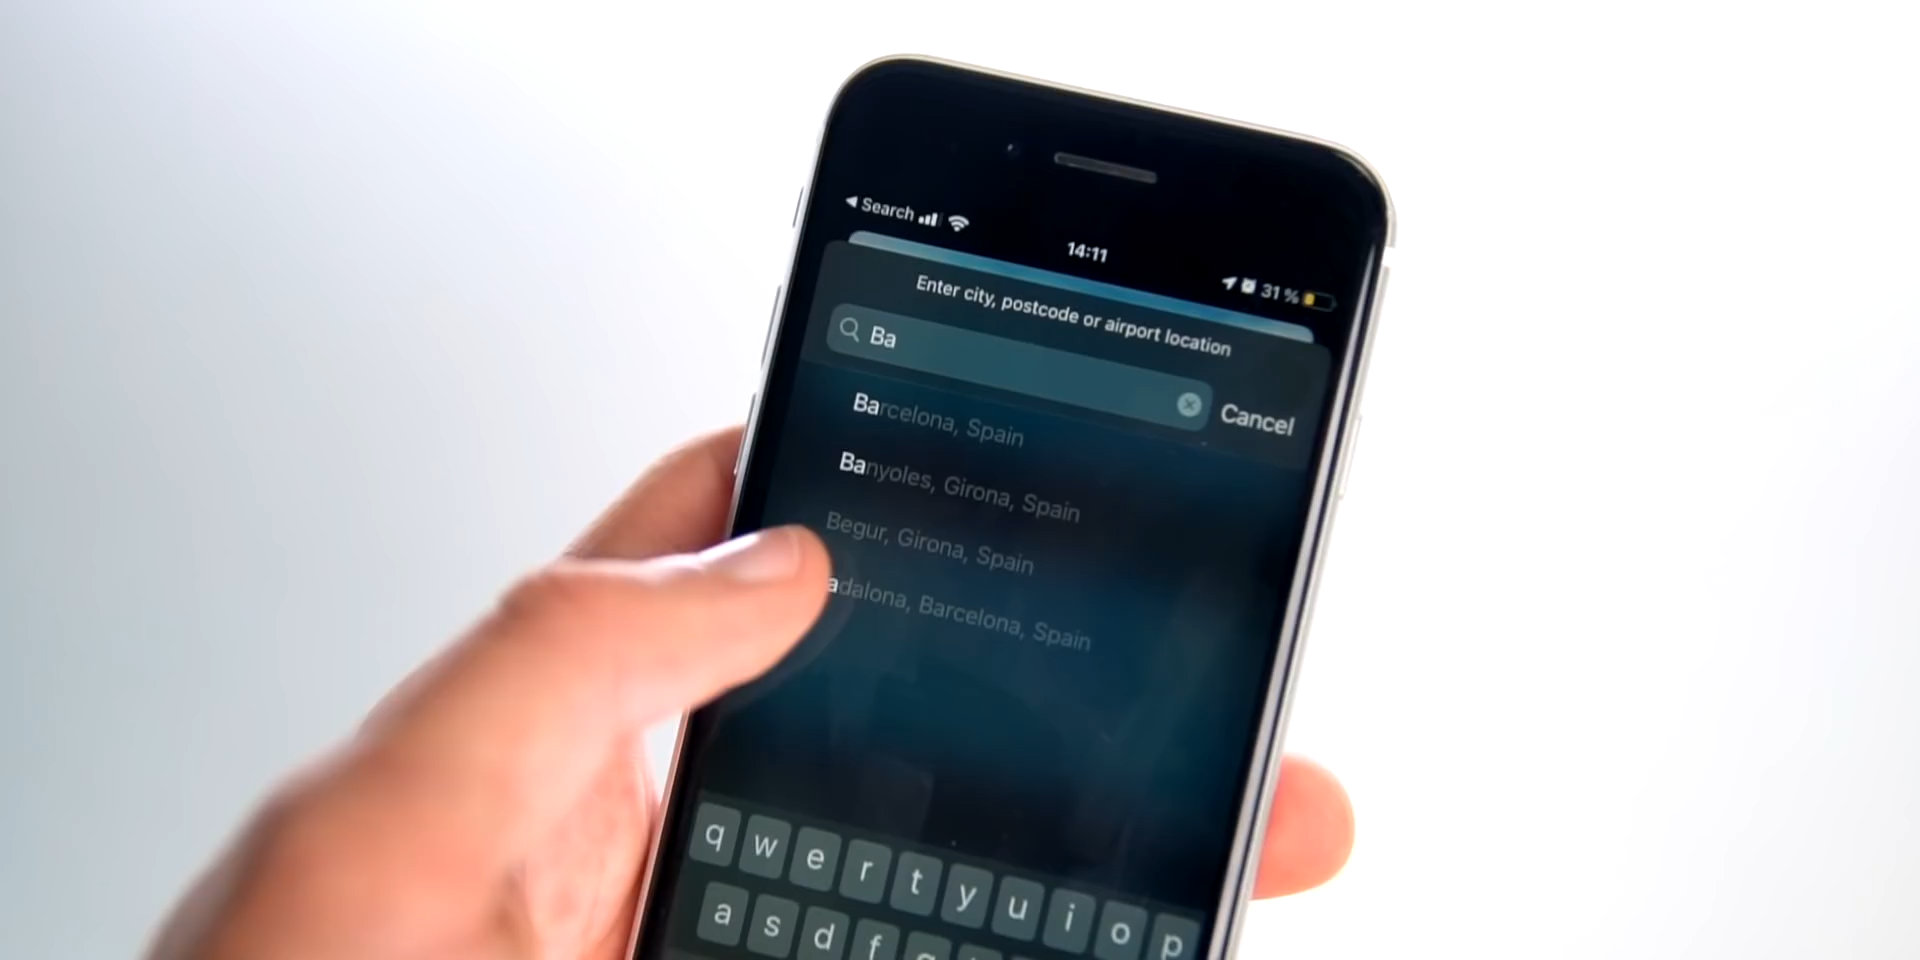 Search
14:11
31 %
Enter city, postcode or airport location
Ba
Cancel
Barcelona, Spain
Banyoles, Girona, Spain
Begur, Girona, Spain
adalona, Barcelona, Spain
q w e r t y u i o p
a s d f